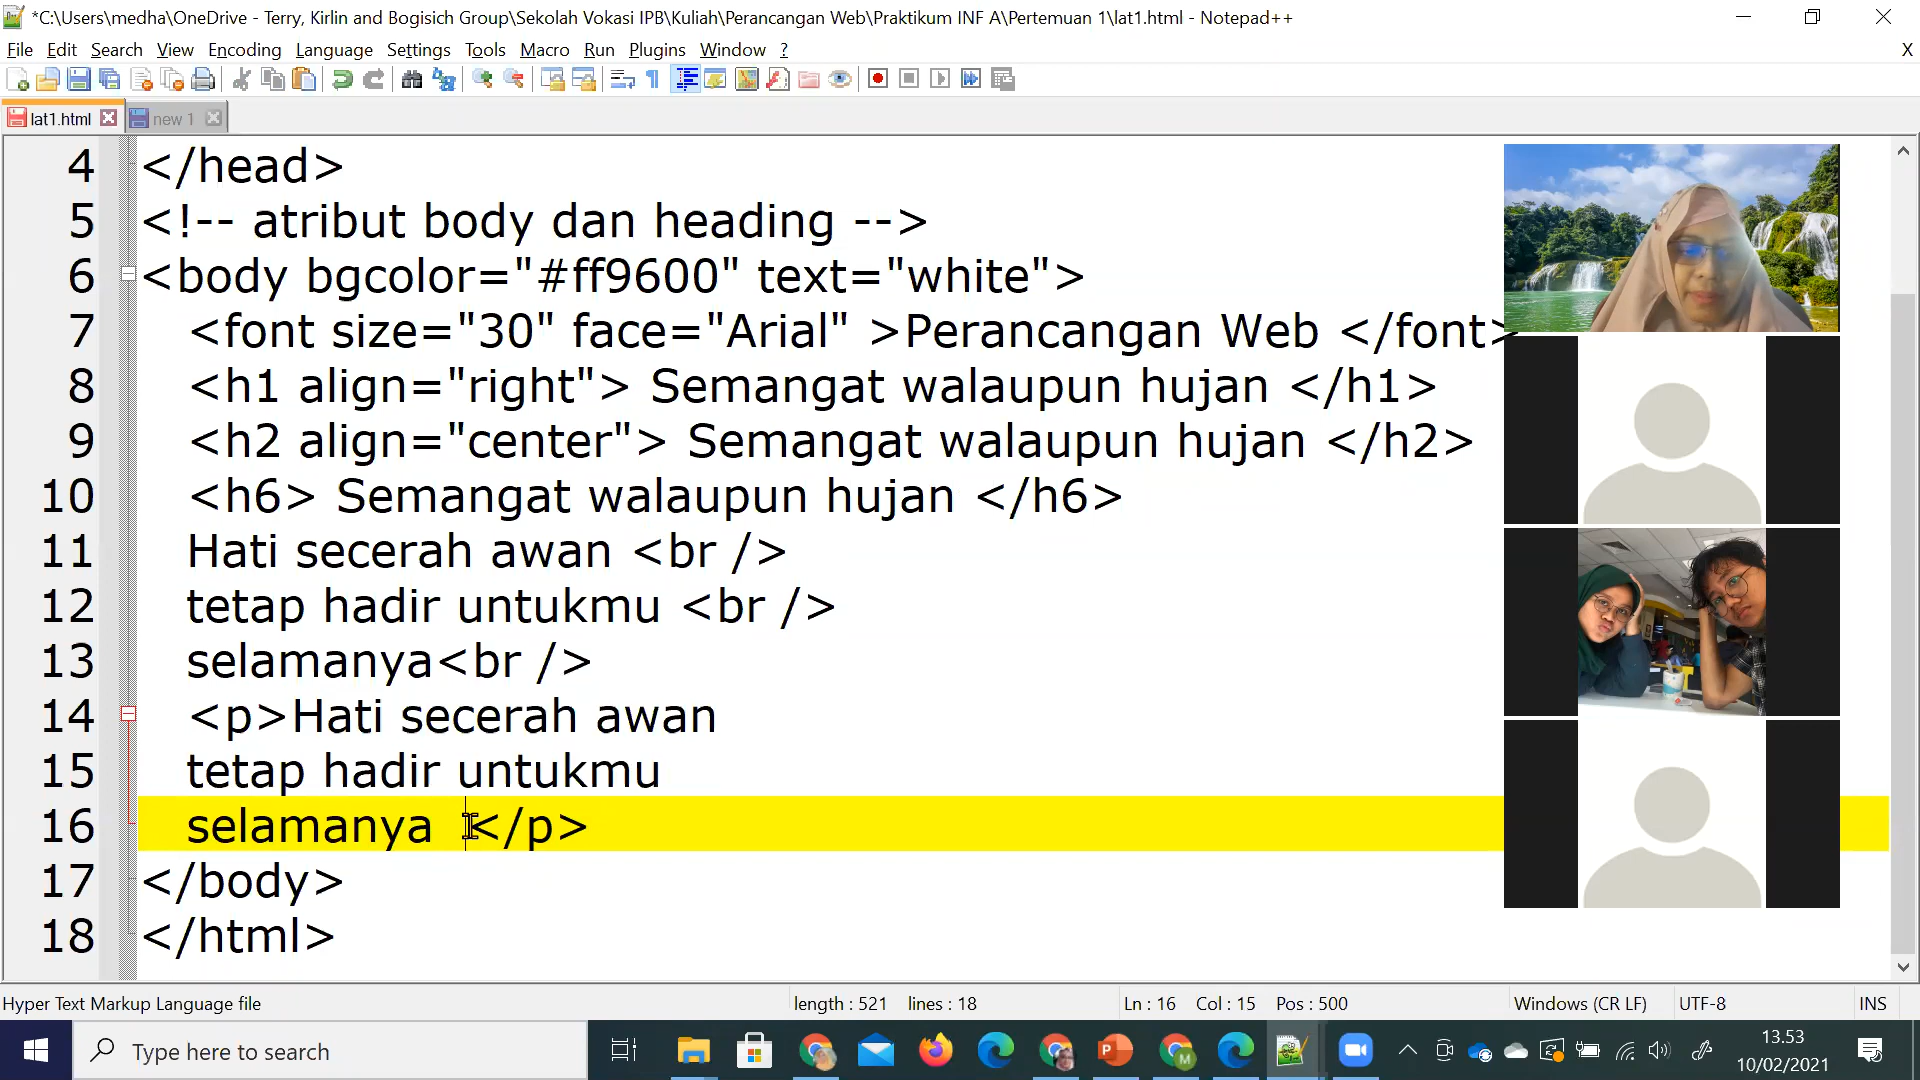 *C:\Users\medha\OneDrive - Terry, Kirlin and Bogisich Group\Sekolah Vokasi IPB\Kuliah\Perancangan Web\Praktikum INF A\Pertemuan 1\lat1.html - Notepad++
File Edit Search View Encoding Language Settings Tools Macro Run Plugins Window ? X
lat1.html new 1
4 </head>
5 <!-- atribut body dan heading -->
6 <body bgcolor="#ff9600" text="white">
7 <font size="30" face="Arial" >Perancangan Web </font>
8 <h1 align="right"> Semangat walaupun hujan </h1>
9 <h2 align="center"> Semangat walaupun hujan </h2>
10 <h6> Semangat walaupun hujan </h6>
11 Hati secerah awan <br />
12 tetap hadir untukmu <br />
13 selamanya<br />
14 <p>Hati secerah awan
15 tetap hadir untukmu
16 selamanya </p>
17 </body>
18 </html>
Hyper Text Markup Language file length : 521 lines : 18 Ln : 16 Col : 15 Pos : 500 Windows (CR LF) UTF-8 INS
Type here to search
13.53
10/02/2021